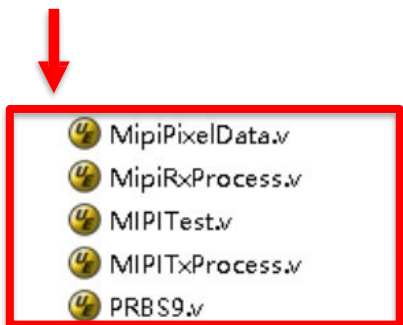 MipiPixelData.v
MipiRxProcess.v
MIPITest.v
MIPITxProcess.v
PRBS9.v